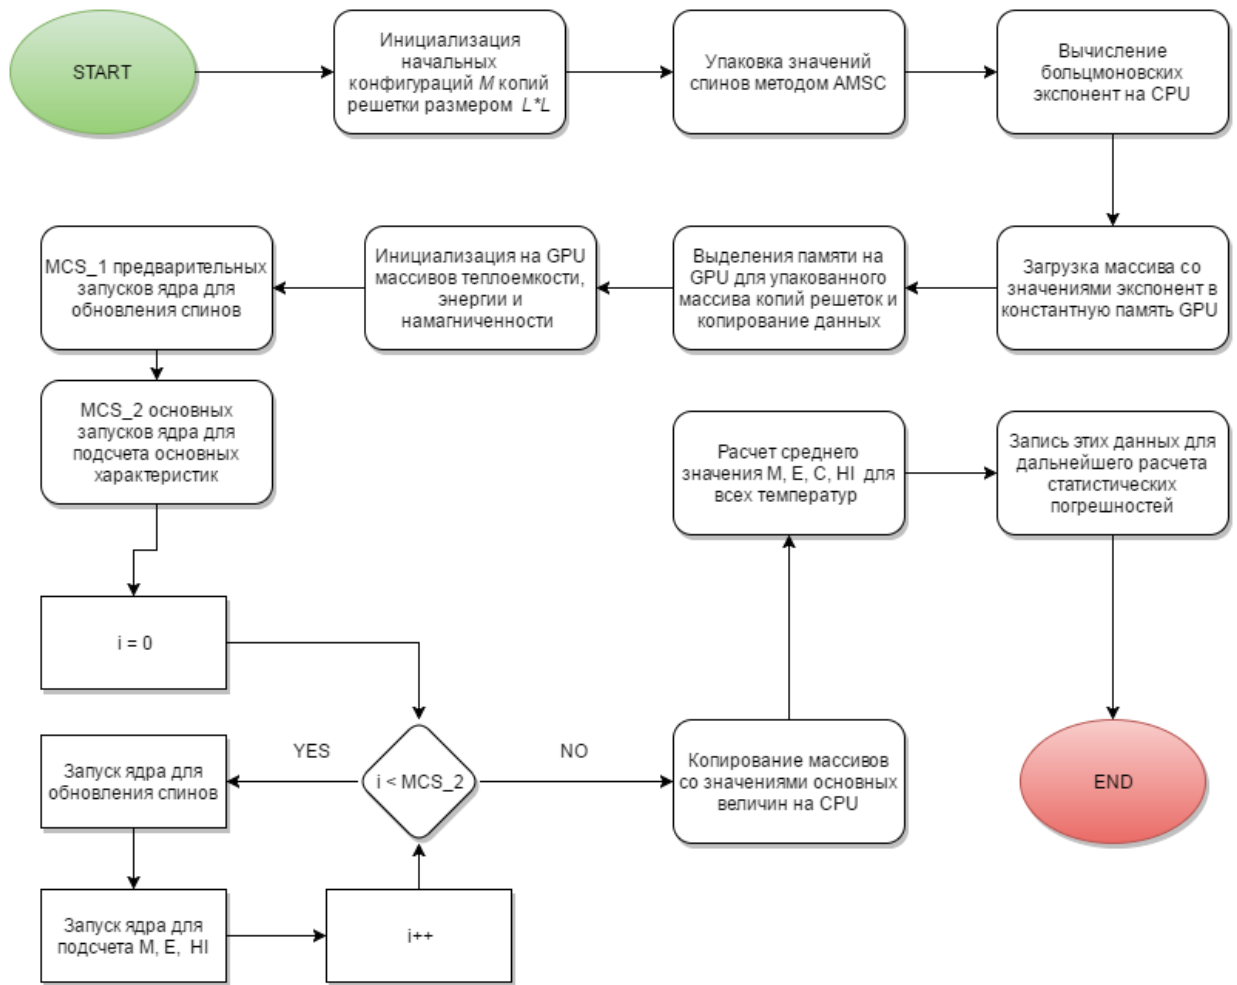 START
Инициализация
начальных
конфигураций M копий
решетки размером L*L
Упаковка значений
спинов методом AMSC
Вычисление
больцмоновских
экспонент на CPU
Загрузка массива со
значениями экспонент в
константную память GPU
Выделения памяти на
GPU для упакованного
массива копий решеток и
копирование данных
Инициализация на GPU
массивов теплоемкости,
энергии и
намагниченности
MCS_1 предварительных
запусков ядра для
обновления спинов
MCS_2 основных
запусков ядра для
подсчета основных
характеристик
i = 0
i < MCS_2
YES
Запуск ядра для
обновления спинов
Запуск ядра для
подсчета M, E, HI
i++
NO
Копирование массивов
со значениями основных
величин на CPU
Расчет среднего
значения M, E, C, HI для
всех температур
Запись этих данных для
дальнейшего расчета
статистических
погрешностей
END